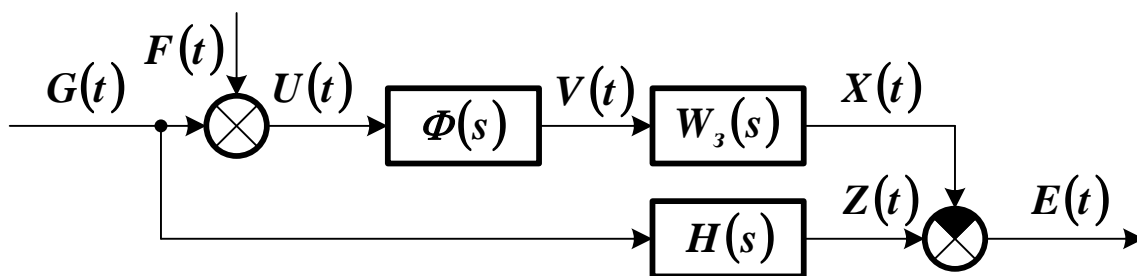 F(t)
G(t) U(t) V(t) X(t)
Φ(s) W_з(s)
Z(t) E(t)
H(s)